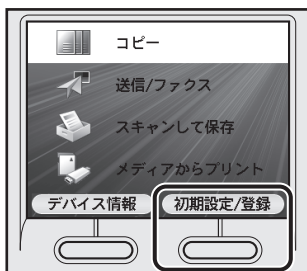 コピー
送信/ファクス
スキャンして保存
メディアからプリント
デバイス情報 初期設定/登録